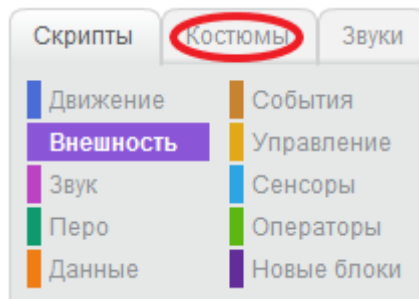 Скрипты Костюмы Звуки
Движение События
Внешность Управление
Звук Сенсоры
Перо Операторы
Данные Новые блоки